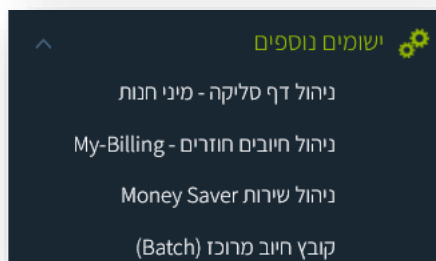 ישומים נוספים
ניהול דף סליקה - מיני חנות
ניהול חיובים חוזרים - My-Billing
ניהול שירות Money Saver
קובץ חיוב מרוכז (Batch)